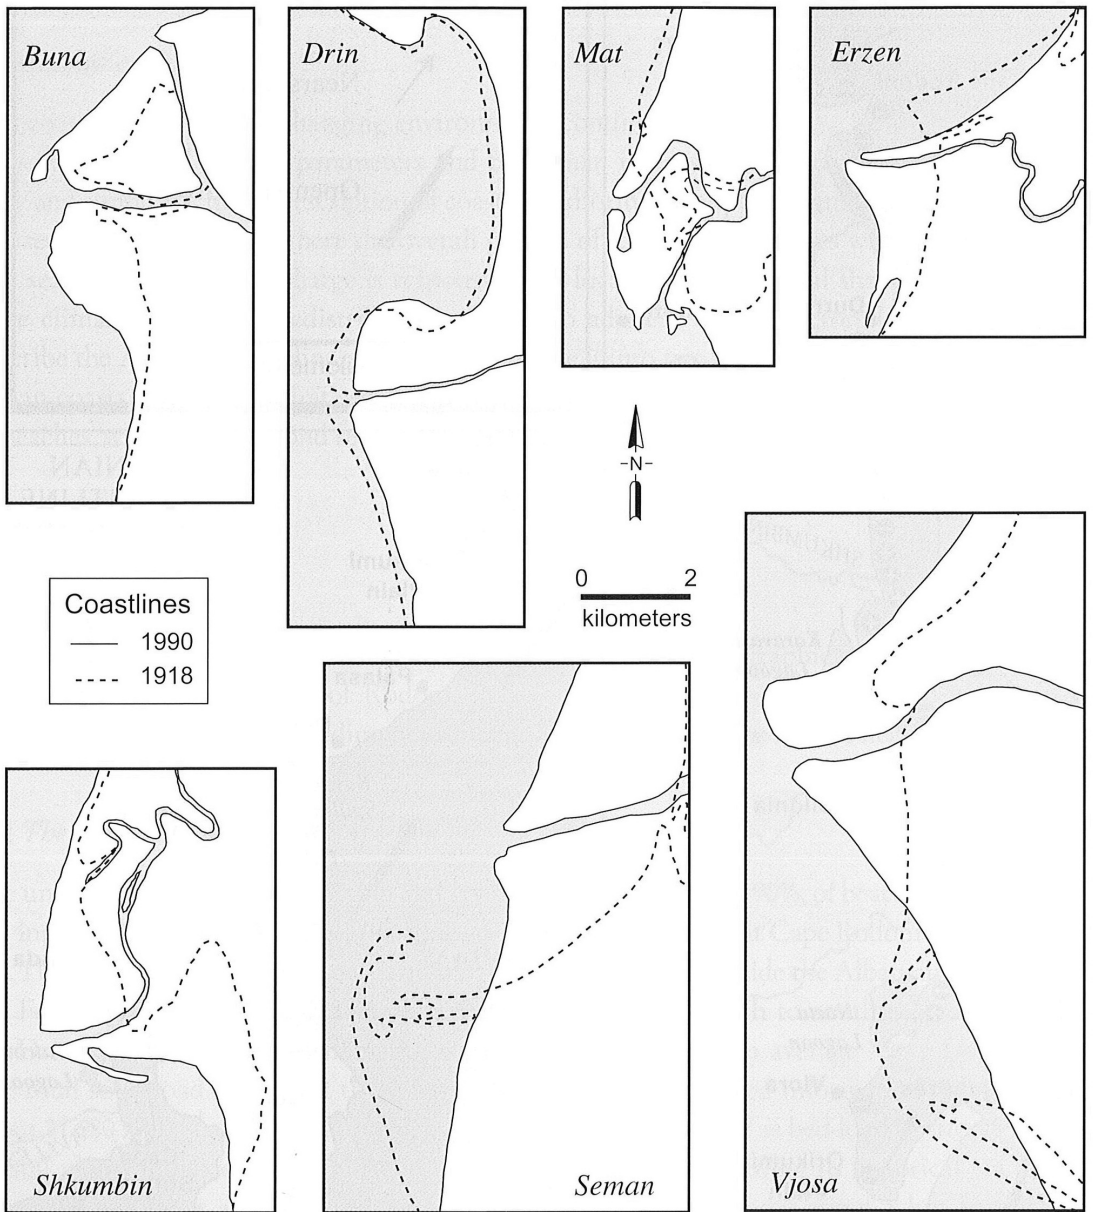 Buna
Drin
Mat
Erzen
-N-
0 2
kilometers
Coastlines
1990
1918
Shkumbin
Seman
Vjosa